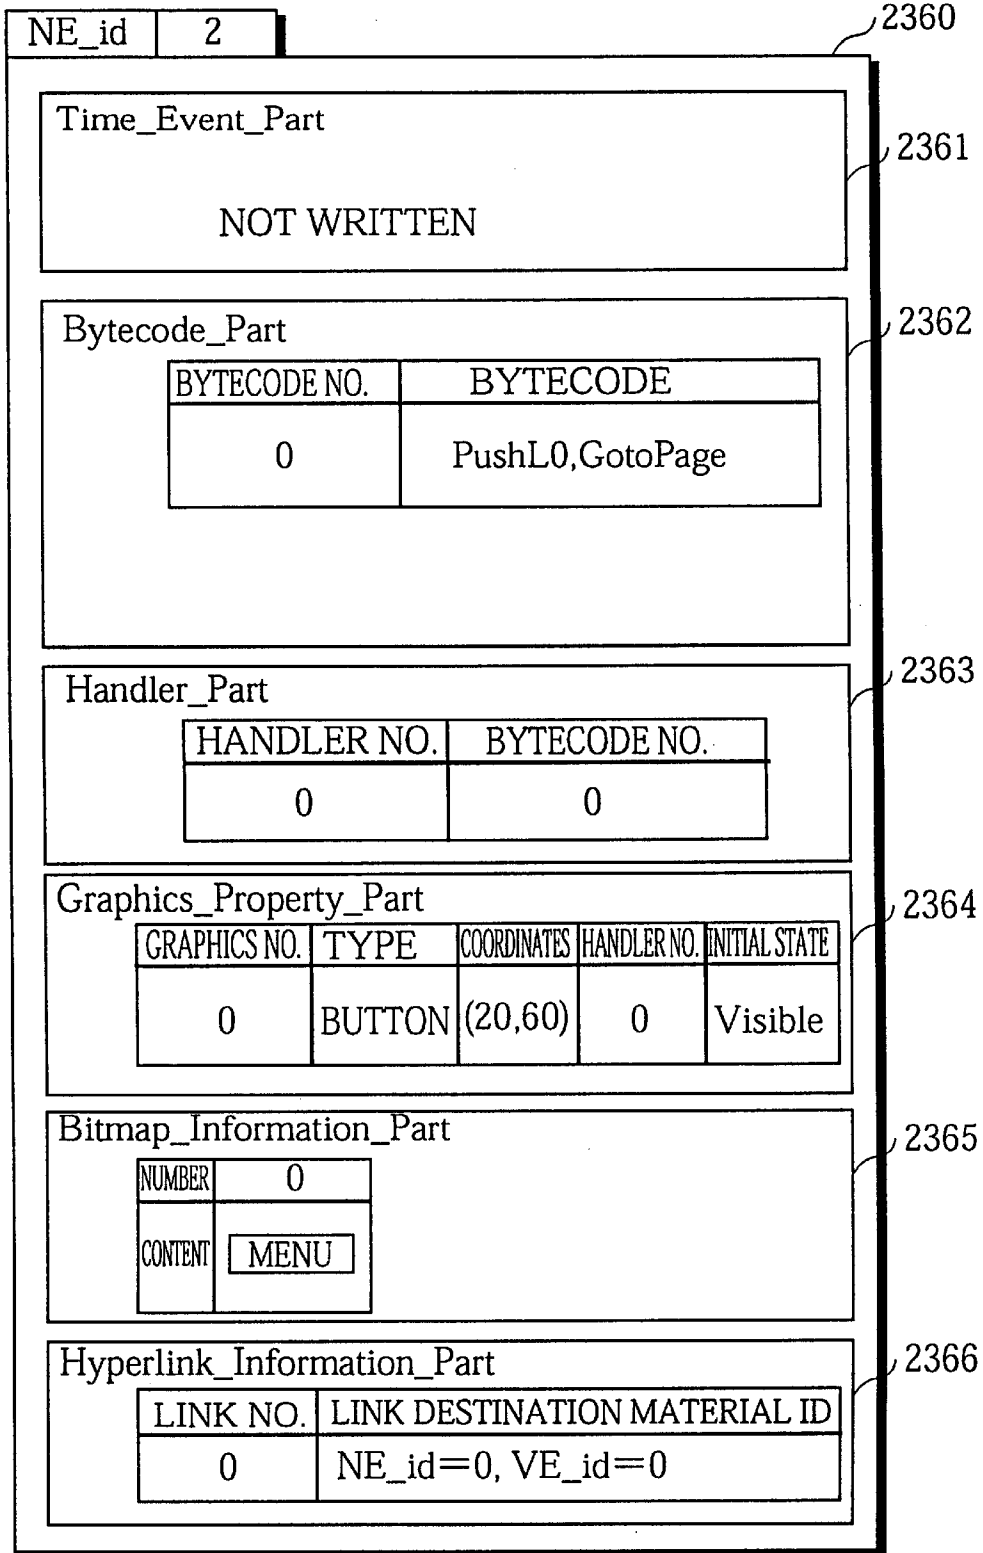 NE_id 2 2360
Time_Event_Part
2361
NOT WRITTEN
2362
Bytecode_Part
BYTECODE NO. BYTECODE
0 PushL0,GotoPage
2363
Handler_Part
HANDLER NO. BYTECODE NO.
0 0
Graphics_Property_Part 2364
GRAPHICS NO. TYPE COORDINATES HANDLER NO. INITIAL STATE
0 BUTTON (20,60) 0 Visible
Bitmap_Information_Part 2365
NUMBER 0
CONTENT MENU
Hyperlink_Information_Part 2366
LINK NO. LINK DESTINATION MATERIAL ID
0 NE_id=0, VE_id=0